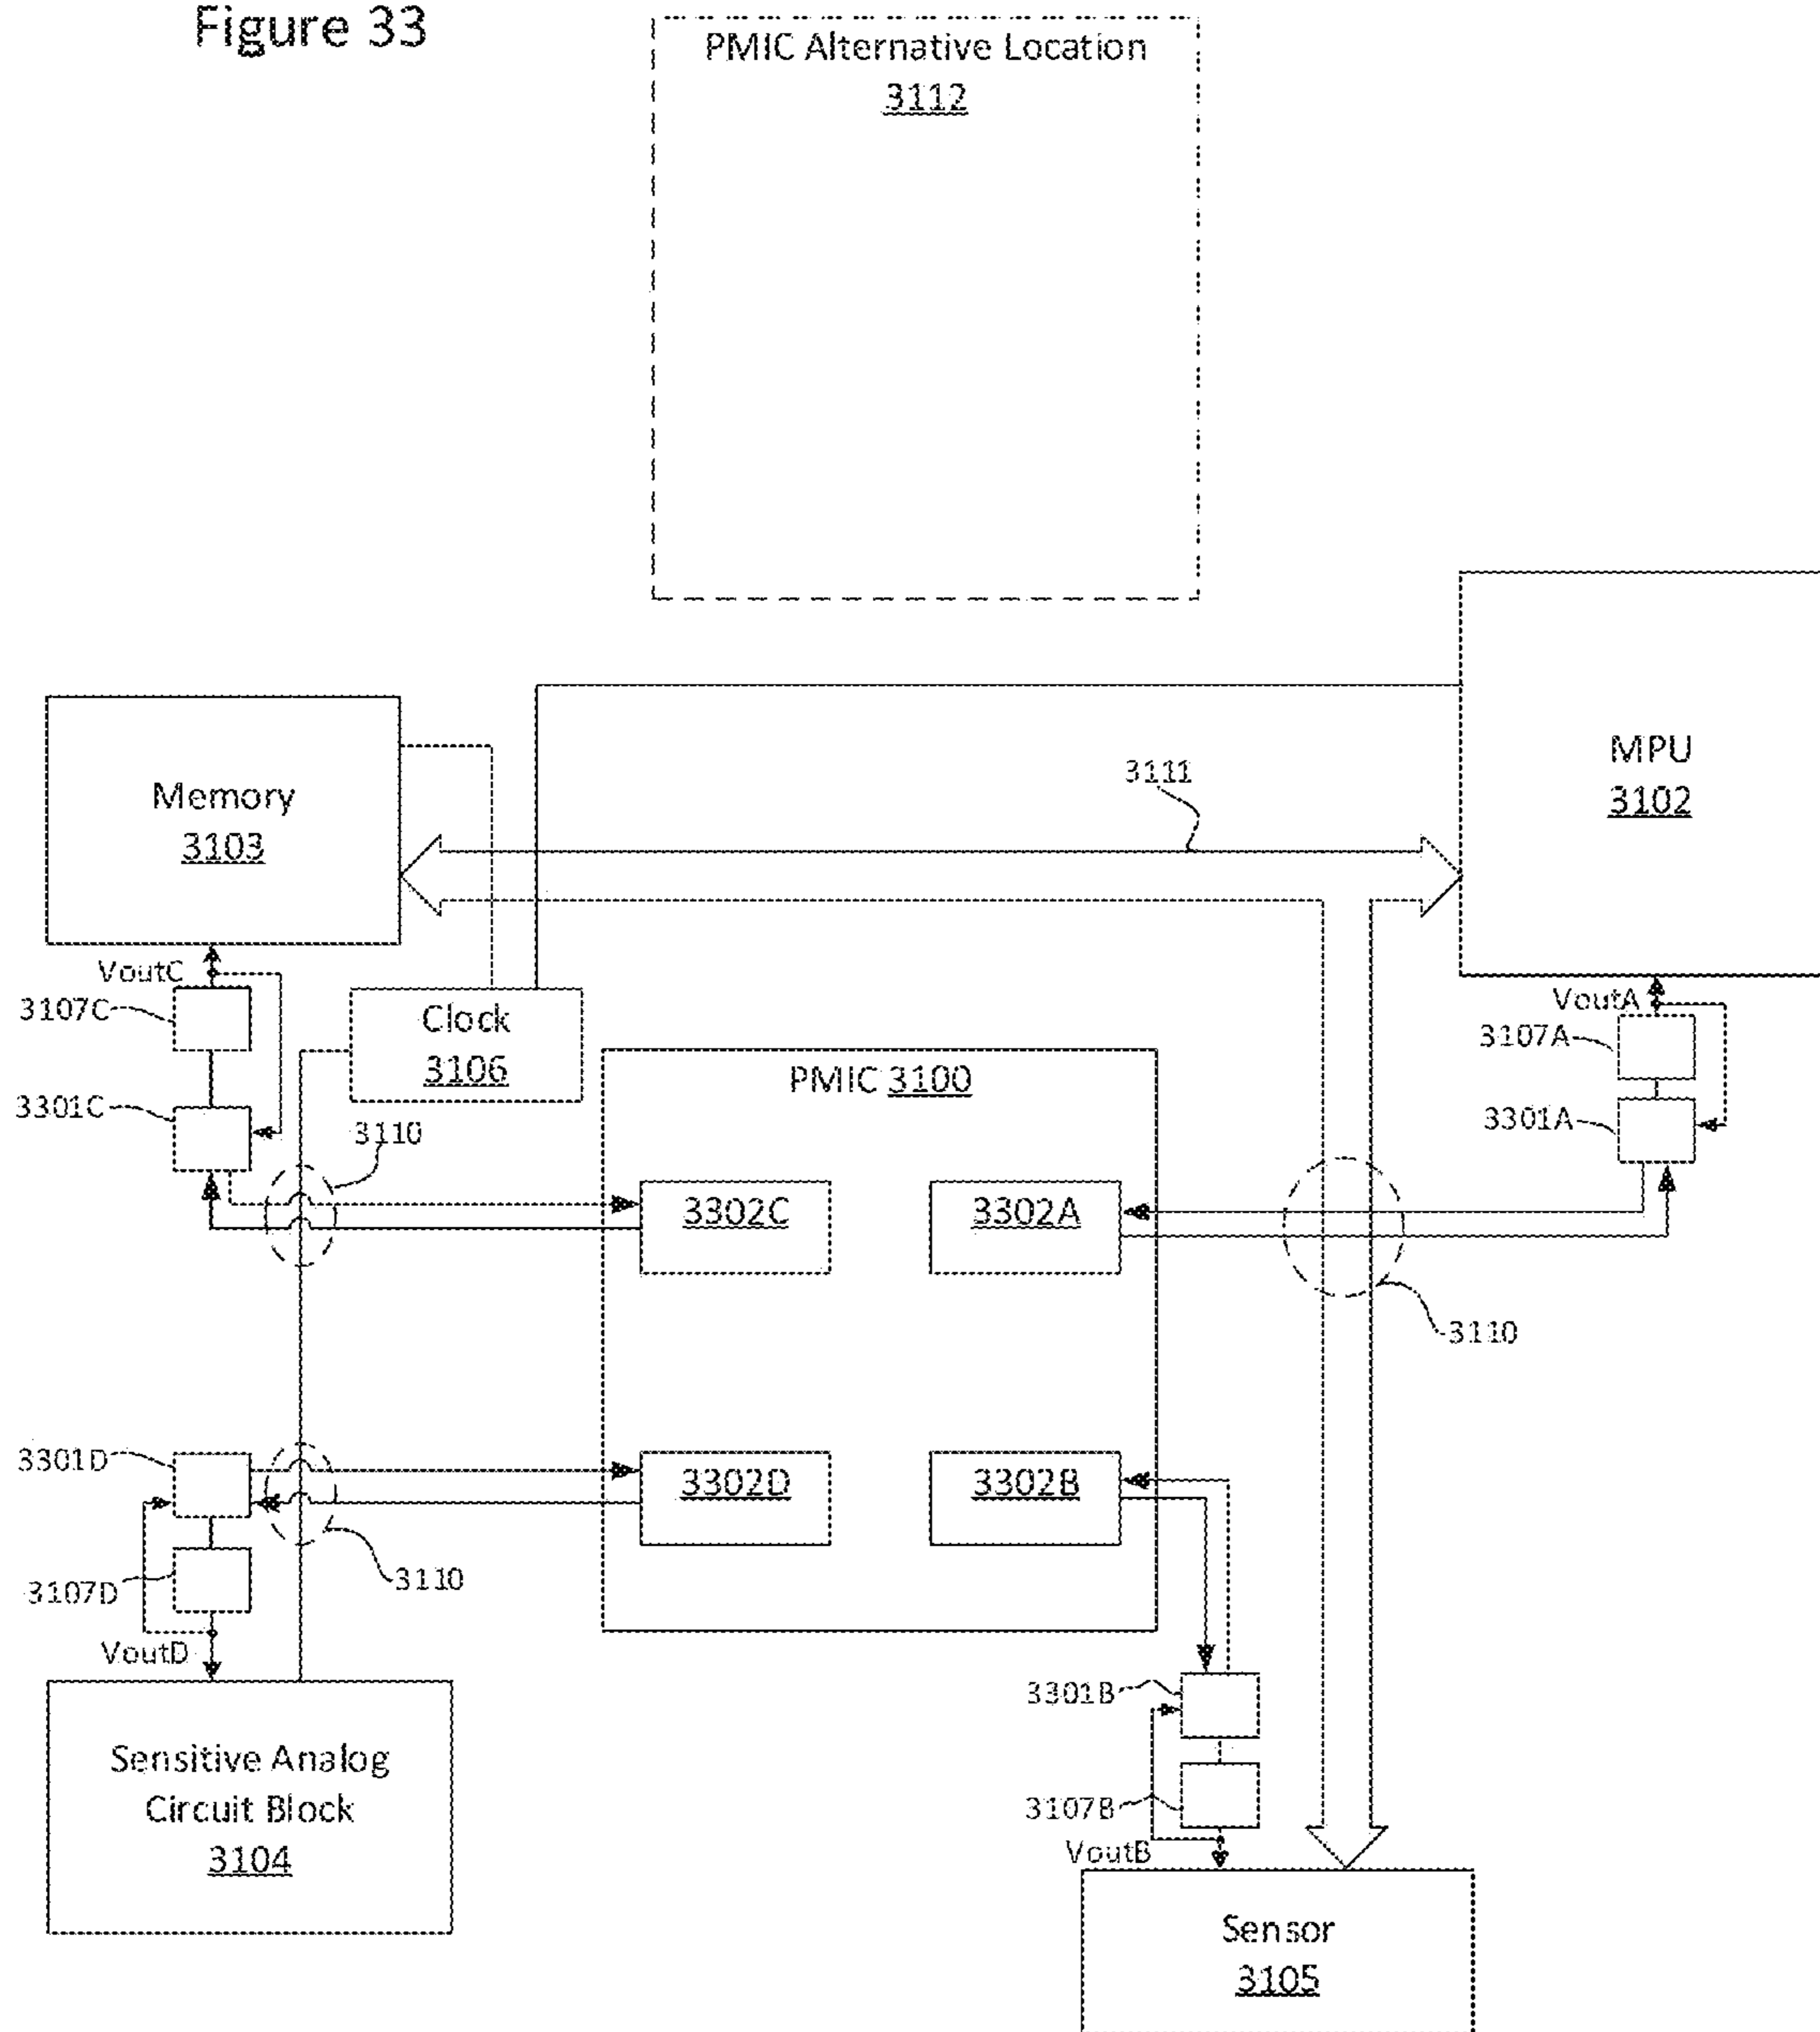 Figure 33
PMIC Alternative Location
3112
MPU
3102
Memory
3103
3111
VoutC
3107C
Clock
3106
VoutA
3107A
3301C
3110
PMIC 3100
3301A
3302C
3302A
3110
3301D
3302D
3302B
3107D
3110
VoutD
3301B
Sensitive Analog
Circuit Block
3104
3107B
VoutB
Sensor
3105